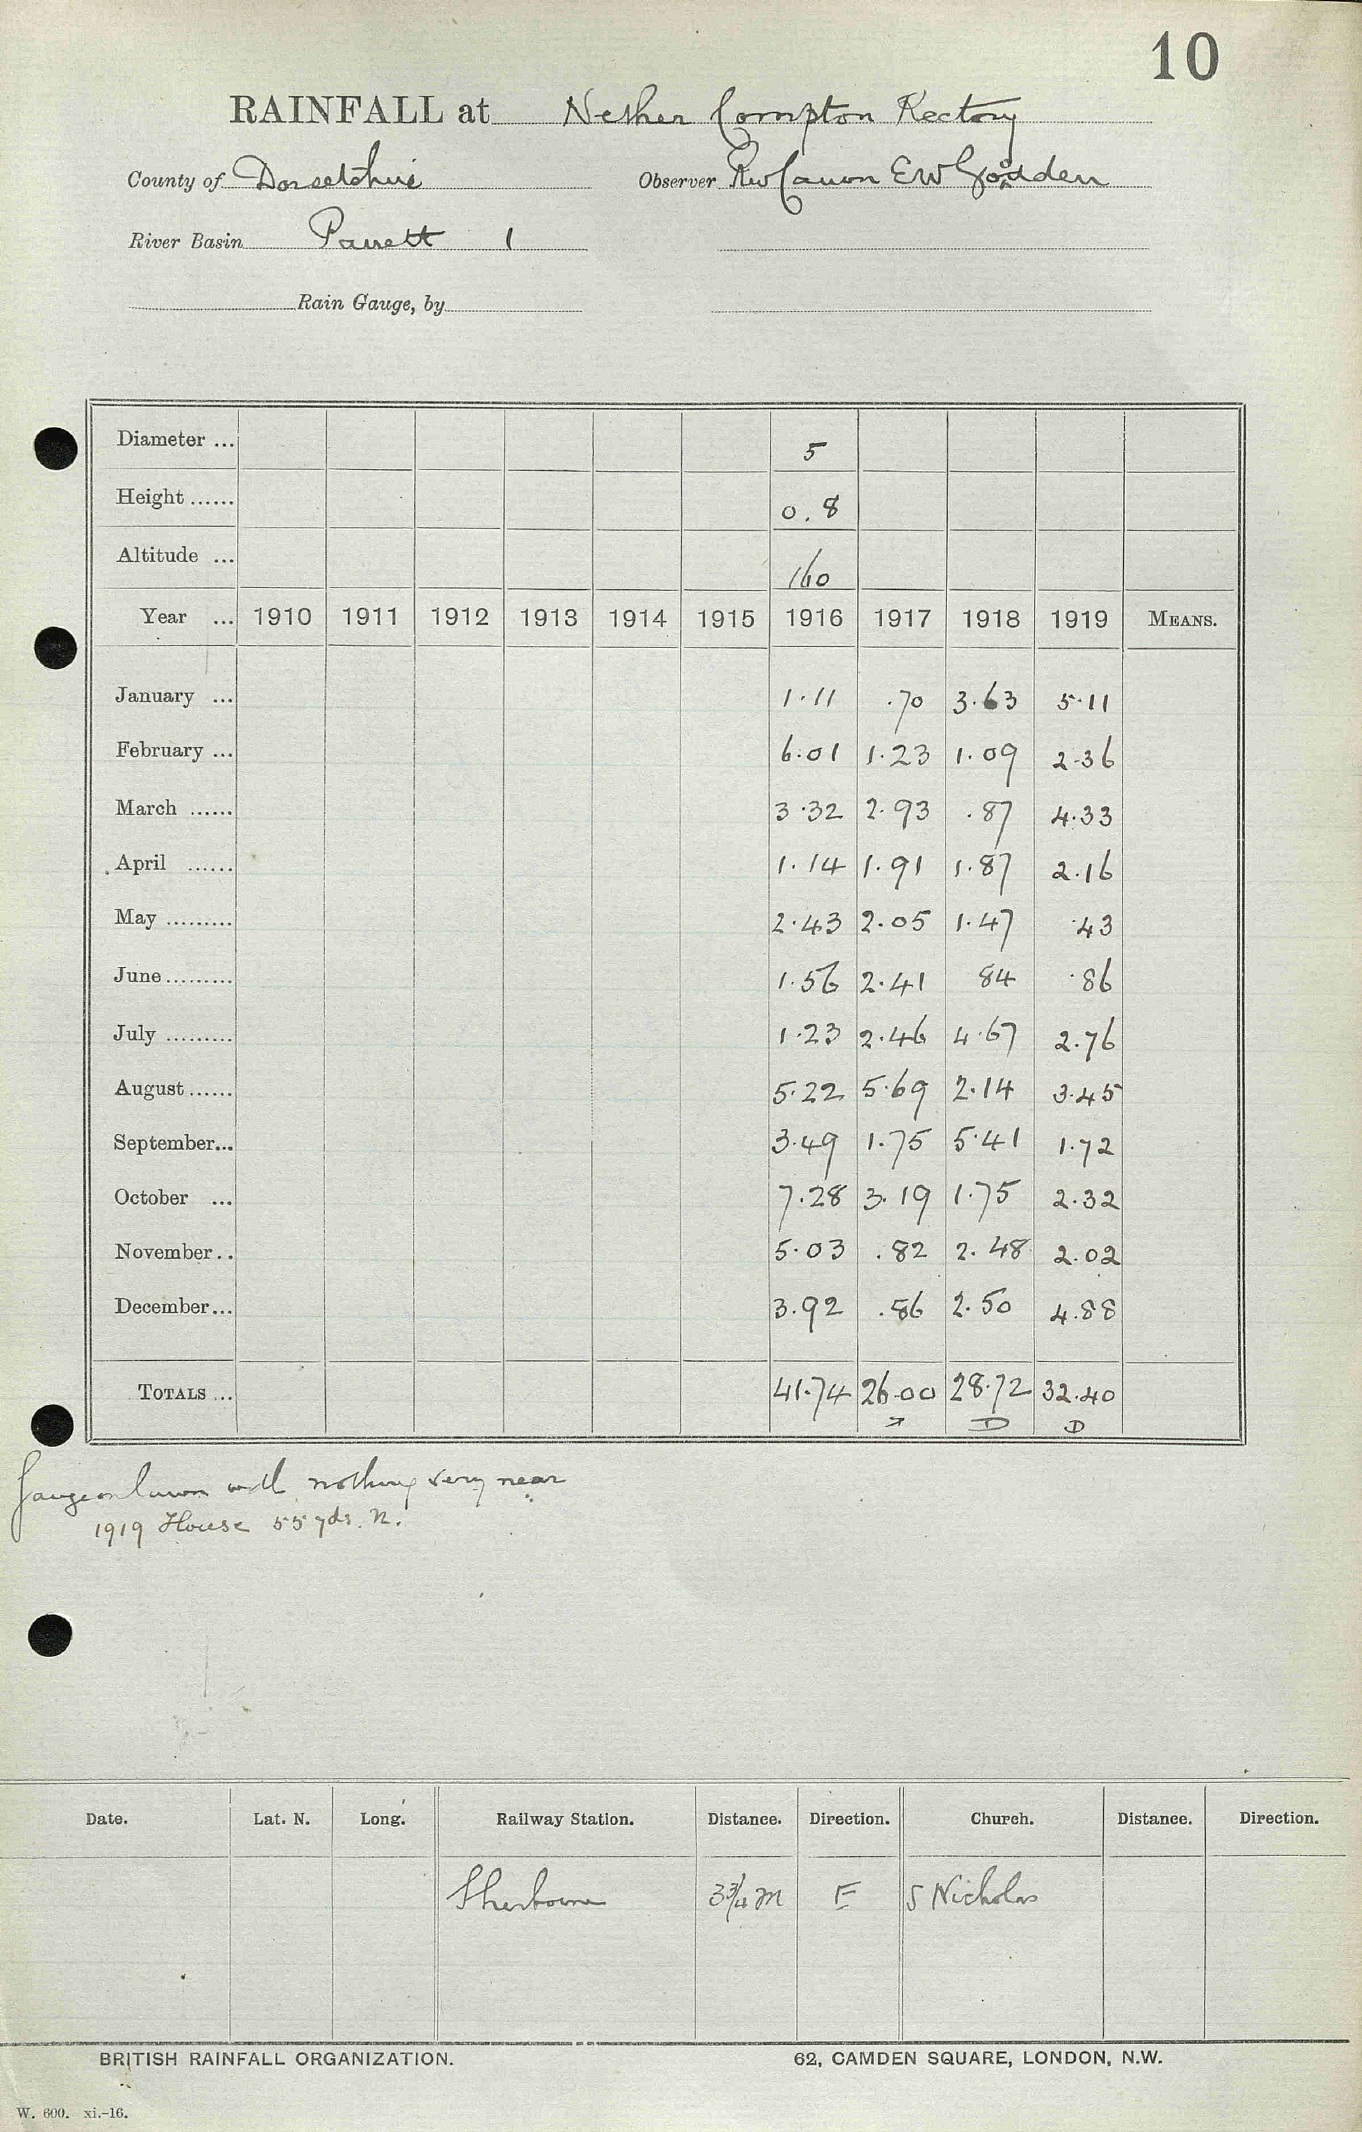 10
RAINFALL at Nether Compton Rectory
County of Dorsetshire Observer Rev Canon E W Godden
River Basin Parrett 1
Rain Gauge, by
Diameter ... 5
Height ...... 0.8
Altitude ... 160
Year ... 1910 1911 1912 1913 1914 1915 1916 1917 1918 1919 MEANS.
January ... 1.11 .70 3.63 5.11
February ... 6.01 1.23 1.09 2.36
March ...... 3.32 2.93 .87 4.33
April ...... 1.14 1.91 1.87 2.16
May ......... 2.43 2.05 1.47 .43
June ......... 1.56 2.41 84 .86
July ......... 1.23 2.46 4.67 2.76
August ...... 5.22 5.69 2.14 3.45
September... 3.49 1.75 5.41 1.72
October ... 7.28 3.19 1.75 2.32
November .. 5.03 .82 2.48 2.02
December... 3.92 .86 2.50 4.88
TOTALS ... 41.74 26.00 28.72 32.40
D D
Gauge on lawn with nothing very near
1919 House 55 yds. N.
Date. Lat. N. Long. Railway Station. Distance. Direction. Church. Distance. Direction.
Sherborne 3¾ m E S Nicholas
BRITISH RAINFALL ORGANIZATION. 62, CAMDEN SQUARE, LONDON, N.W.
W. 600. xi.-16.